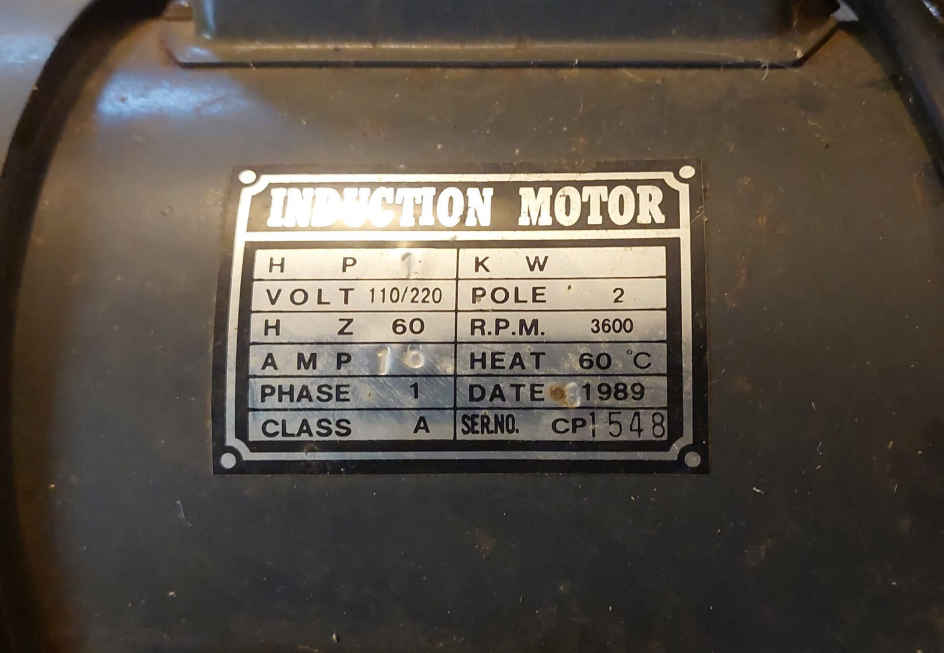 INDUCTION MOTOR
H P 1 K W
VOLT 110/220 POLE 2
H Z 60 R.P.M. 3600
A M P HEAT 60 °C
PHASE 1 DATE 1989
CLASS A SER.NO. CP1548